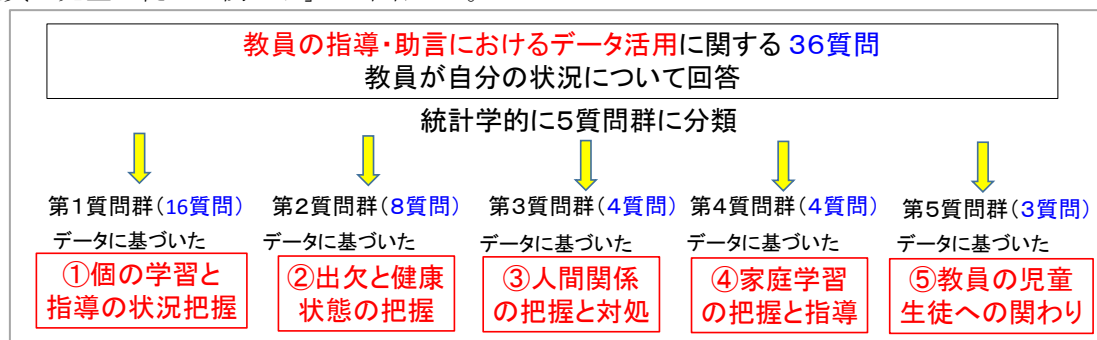 教員の指導・助言におけるデータ活用に関する 36質問
教員が自分の状況について回答
統計学的に5質問群に分類
第1質問群(16質問)
第2質問群(8質問)
第3質問群(4質問)
第4質問群(4質問)
第5質問群(3質問)
データに基づいた
データに基づいた
データに基づいた
データに基づいた
データに基づいた
①個の学習と
指導の状況把握
②出欠と健康
状態の把握
③人間関係
の把握と対処
④家庭学習
の把握と指導
⑤教員の児童
生徒への関わり